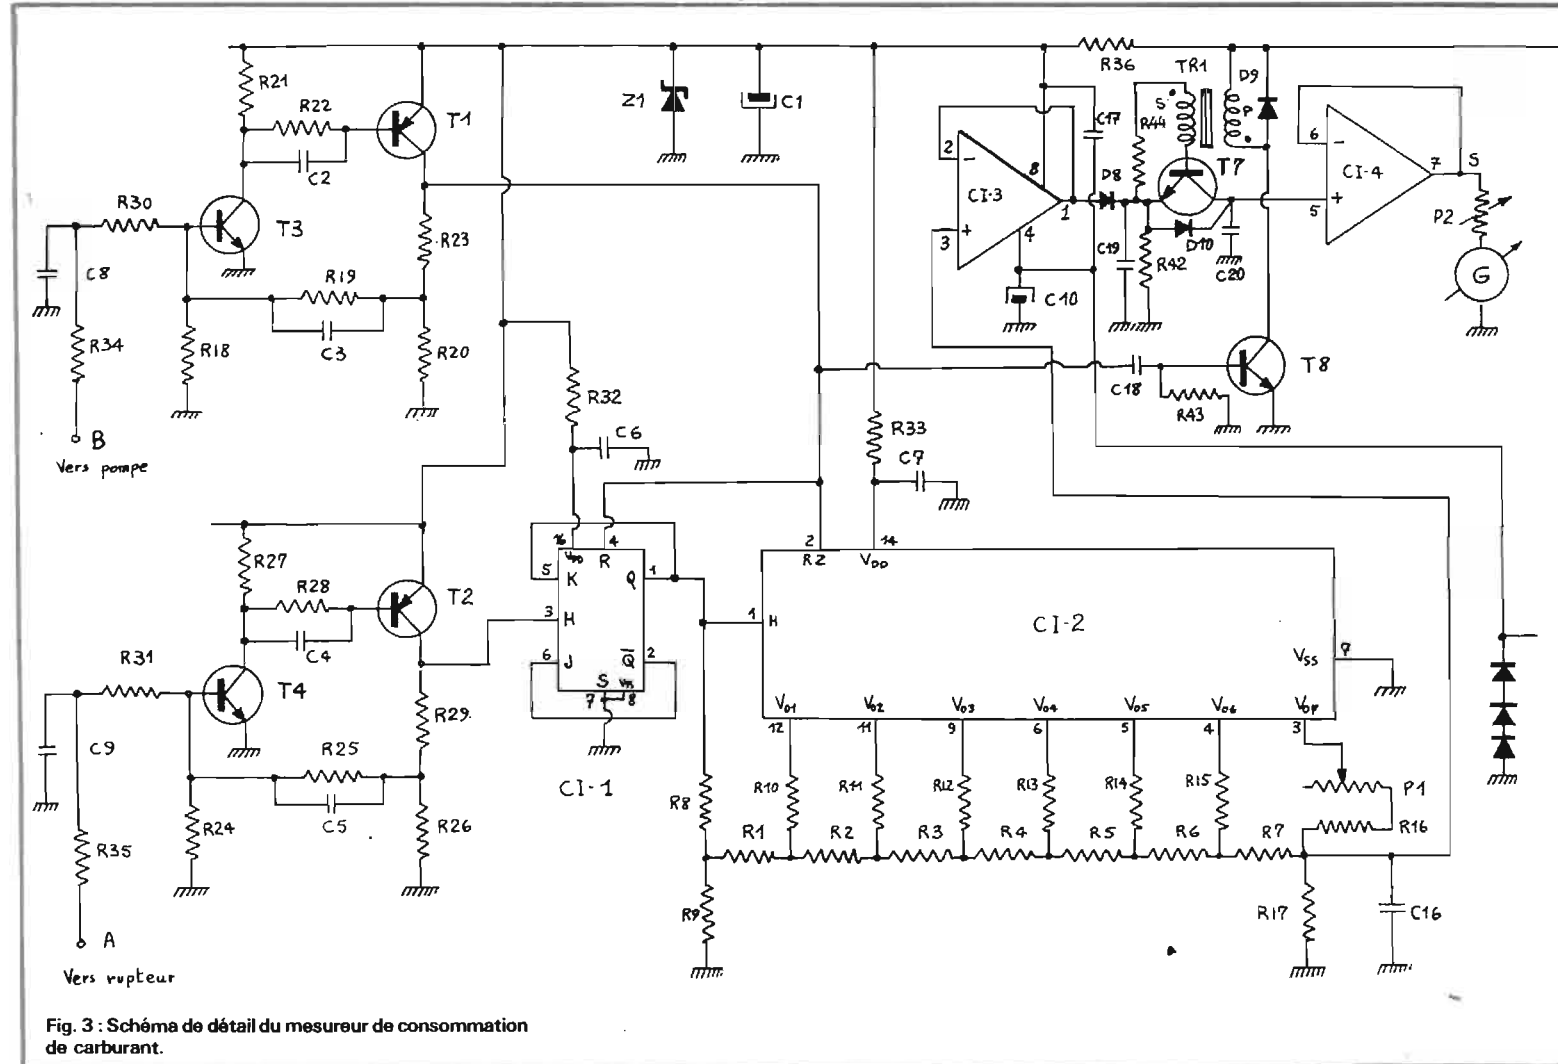 R21
R22
C2
T1
Z1
C1
R36
TR1
D9
S
P
R44
C17
2
-
8
CI-3
1
3
+
4
D8
T7
D10
C19
R42
C20
C10
6
-
CI-4
7
S
5
+
P2
G
R30
T3
R23
C8
R19
C3
R34
R18
R20
B
Vers pompe
R32
C6
R33
C7
C18
R43
T8
R27
R28
C4
T2
R31
T4
R29
C9
R25
C5
R24
R26
R35
A
Vers rupteur
16
4
VDD
R
5
K
Q
1
3
H
6
J
Q
2
S
7
8
CI-1
2
14
RZ
VDD
1
H
CI-2
VSS
7
Vo1
Vo2
Vo3
Vo4
Vo5
Vo6
Vo7
12
11
9
6
5
4
3
R8
R10
R11
R12
R13
R14
R15
P1
R16
R1
R2
R3
R4
R5
R6
R7
R9
R17
C16
Fig. 3 : Schéma de détail du mesureur de consommation
de carburant.